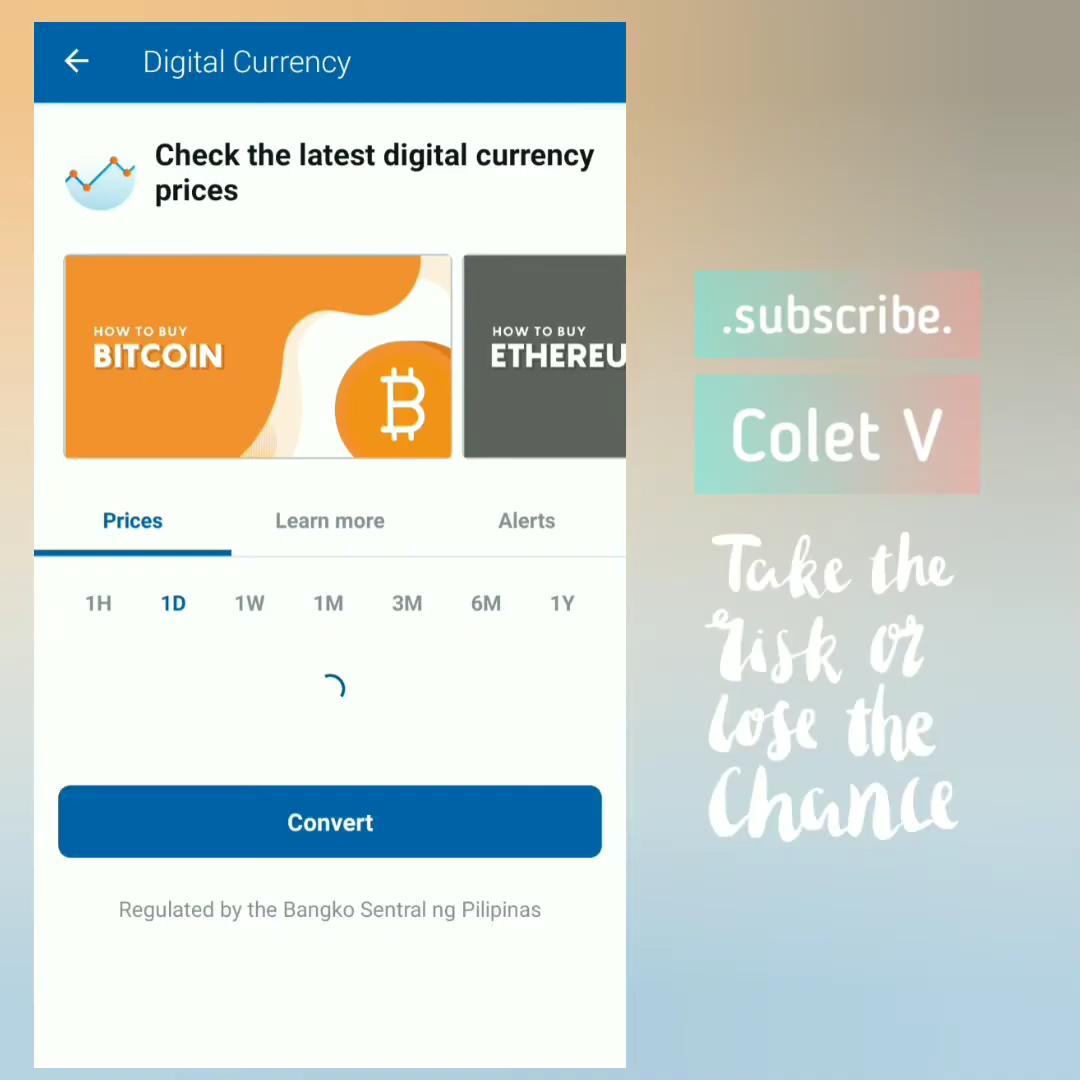 Digital Currency
Check the latest digital currency
prices
HOW TO BUY
BITCOIN
HOW TO BUY
ETHEREU
Prices Learn more Alerts
1H 1D 1W 1M 3M 6M 1Y
Convert
Regulated by the Bangko Sentral ng Pilipinas
.subscribe.
Colet V
Take the
Risk or
Lose the
Chance